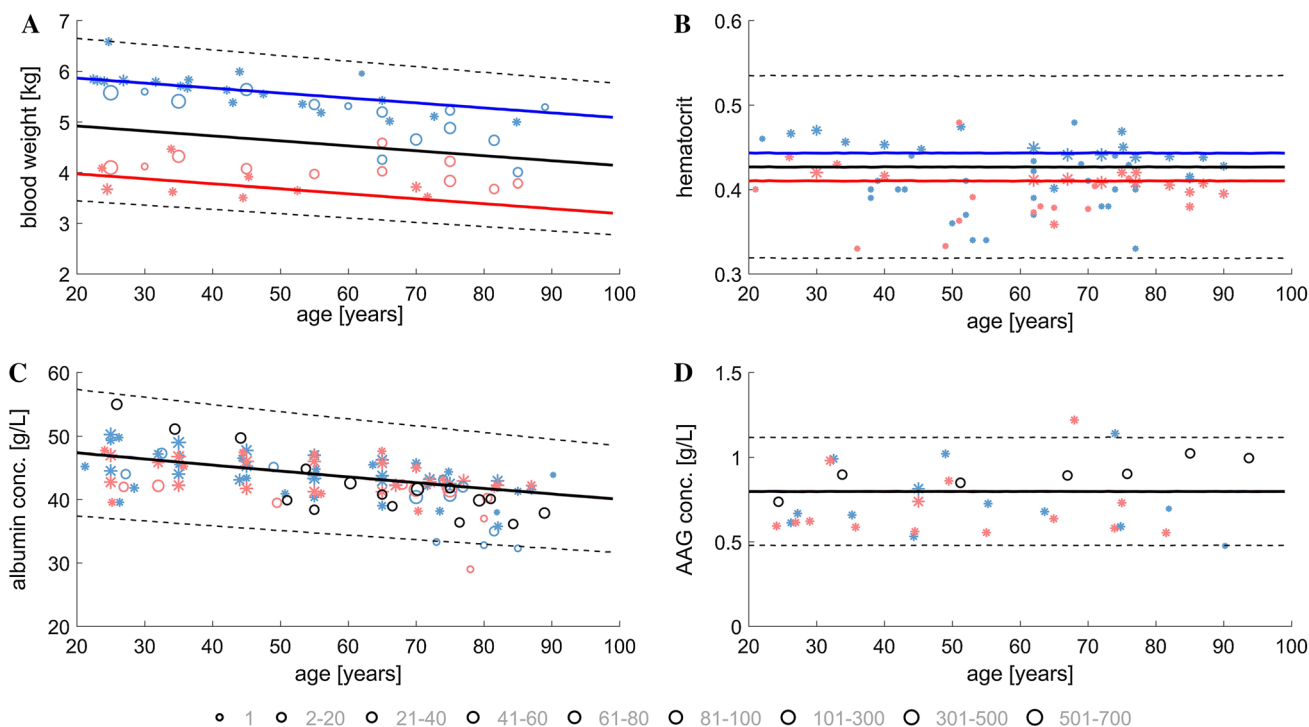 A
blood weight [kg]
7
6
5
4
3
2
20 30 40 50 60 70 80 90 100
age [years]
B
hematocrit
0.6
0.5
0.4
0.3
20 30 40 50 60 70 80 90 100
age [years]
C
albumin conc. [g/L]
60
50
40
30
20
20 30 40 50 60 70 80 90 100
age [years]
D
AAG conc. [g/L]
1.5
1
0.5
0
20 30 40 50 60 70 80 90 100
age [years]
1 2-20 21-40 41-60 61-80 81-100 101-300 301-500 501-700